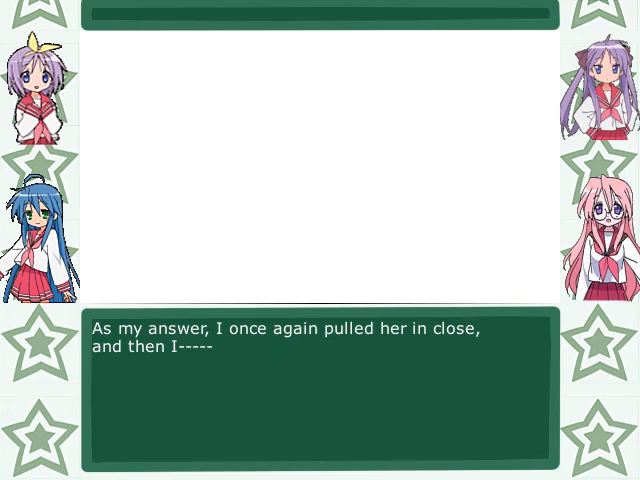 As my answer, I once again pulled her in close,
and then I-----